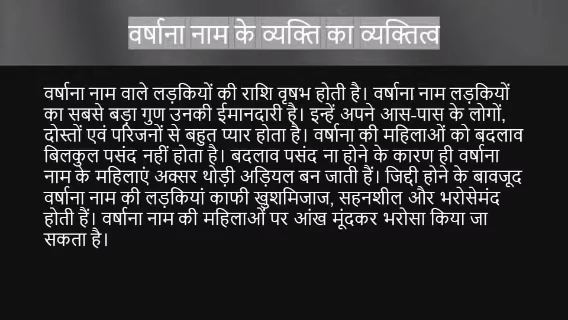 वर्षाना नाम के व्यक्ति का व्यक्तित्व
वर्षाना नाम वाले लड़कियों की राशि वृषभ होती है। वर्षाना नाम लड़कियों
का सबसे बड़ा गुण उनकी ईमानदारी है। इन्हें अपने आस-पास के लोगों,
दोस्तों एवं परिजनों से बहुत प्यार होता है। वर्षाना की महिलाओं को बदलाव
बिलकुल पसंद नहीं होता है। बदलाव पसंद ना होने के कारण ही वर्षाना
नाम के महिलाएं अक्सर थोड़ी अड़ियल बन जाती हैं। जिद्दी होने के बावजूद
वर्षाना नाम की लड़कियां काफी खुशमिजाज, सहनशील और भरोसेमंद
होती हैं। वर्षाना नाम की महिलाओं पर आंख मूंदकर भरोसा किया जा
सकता है।